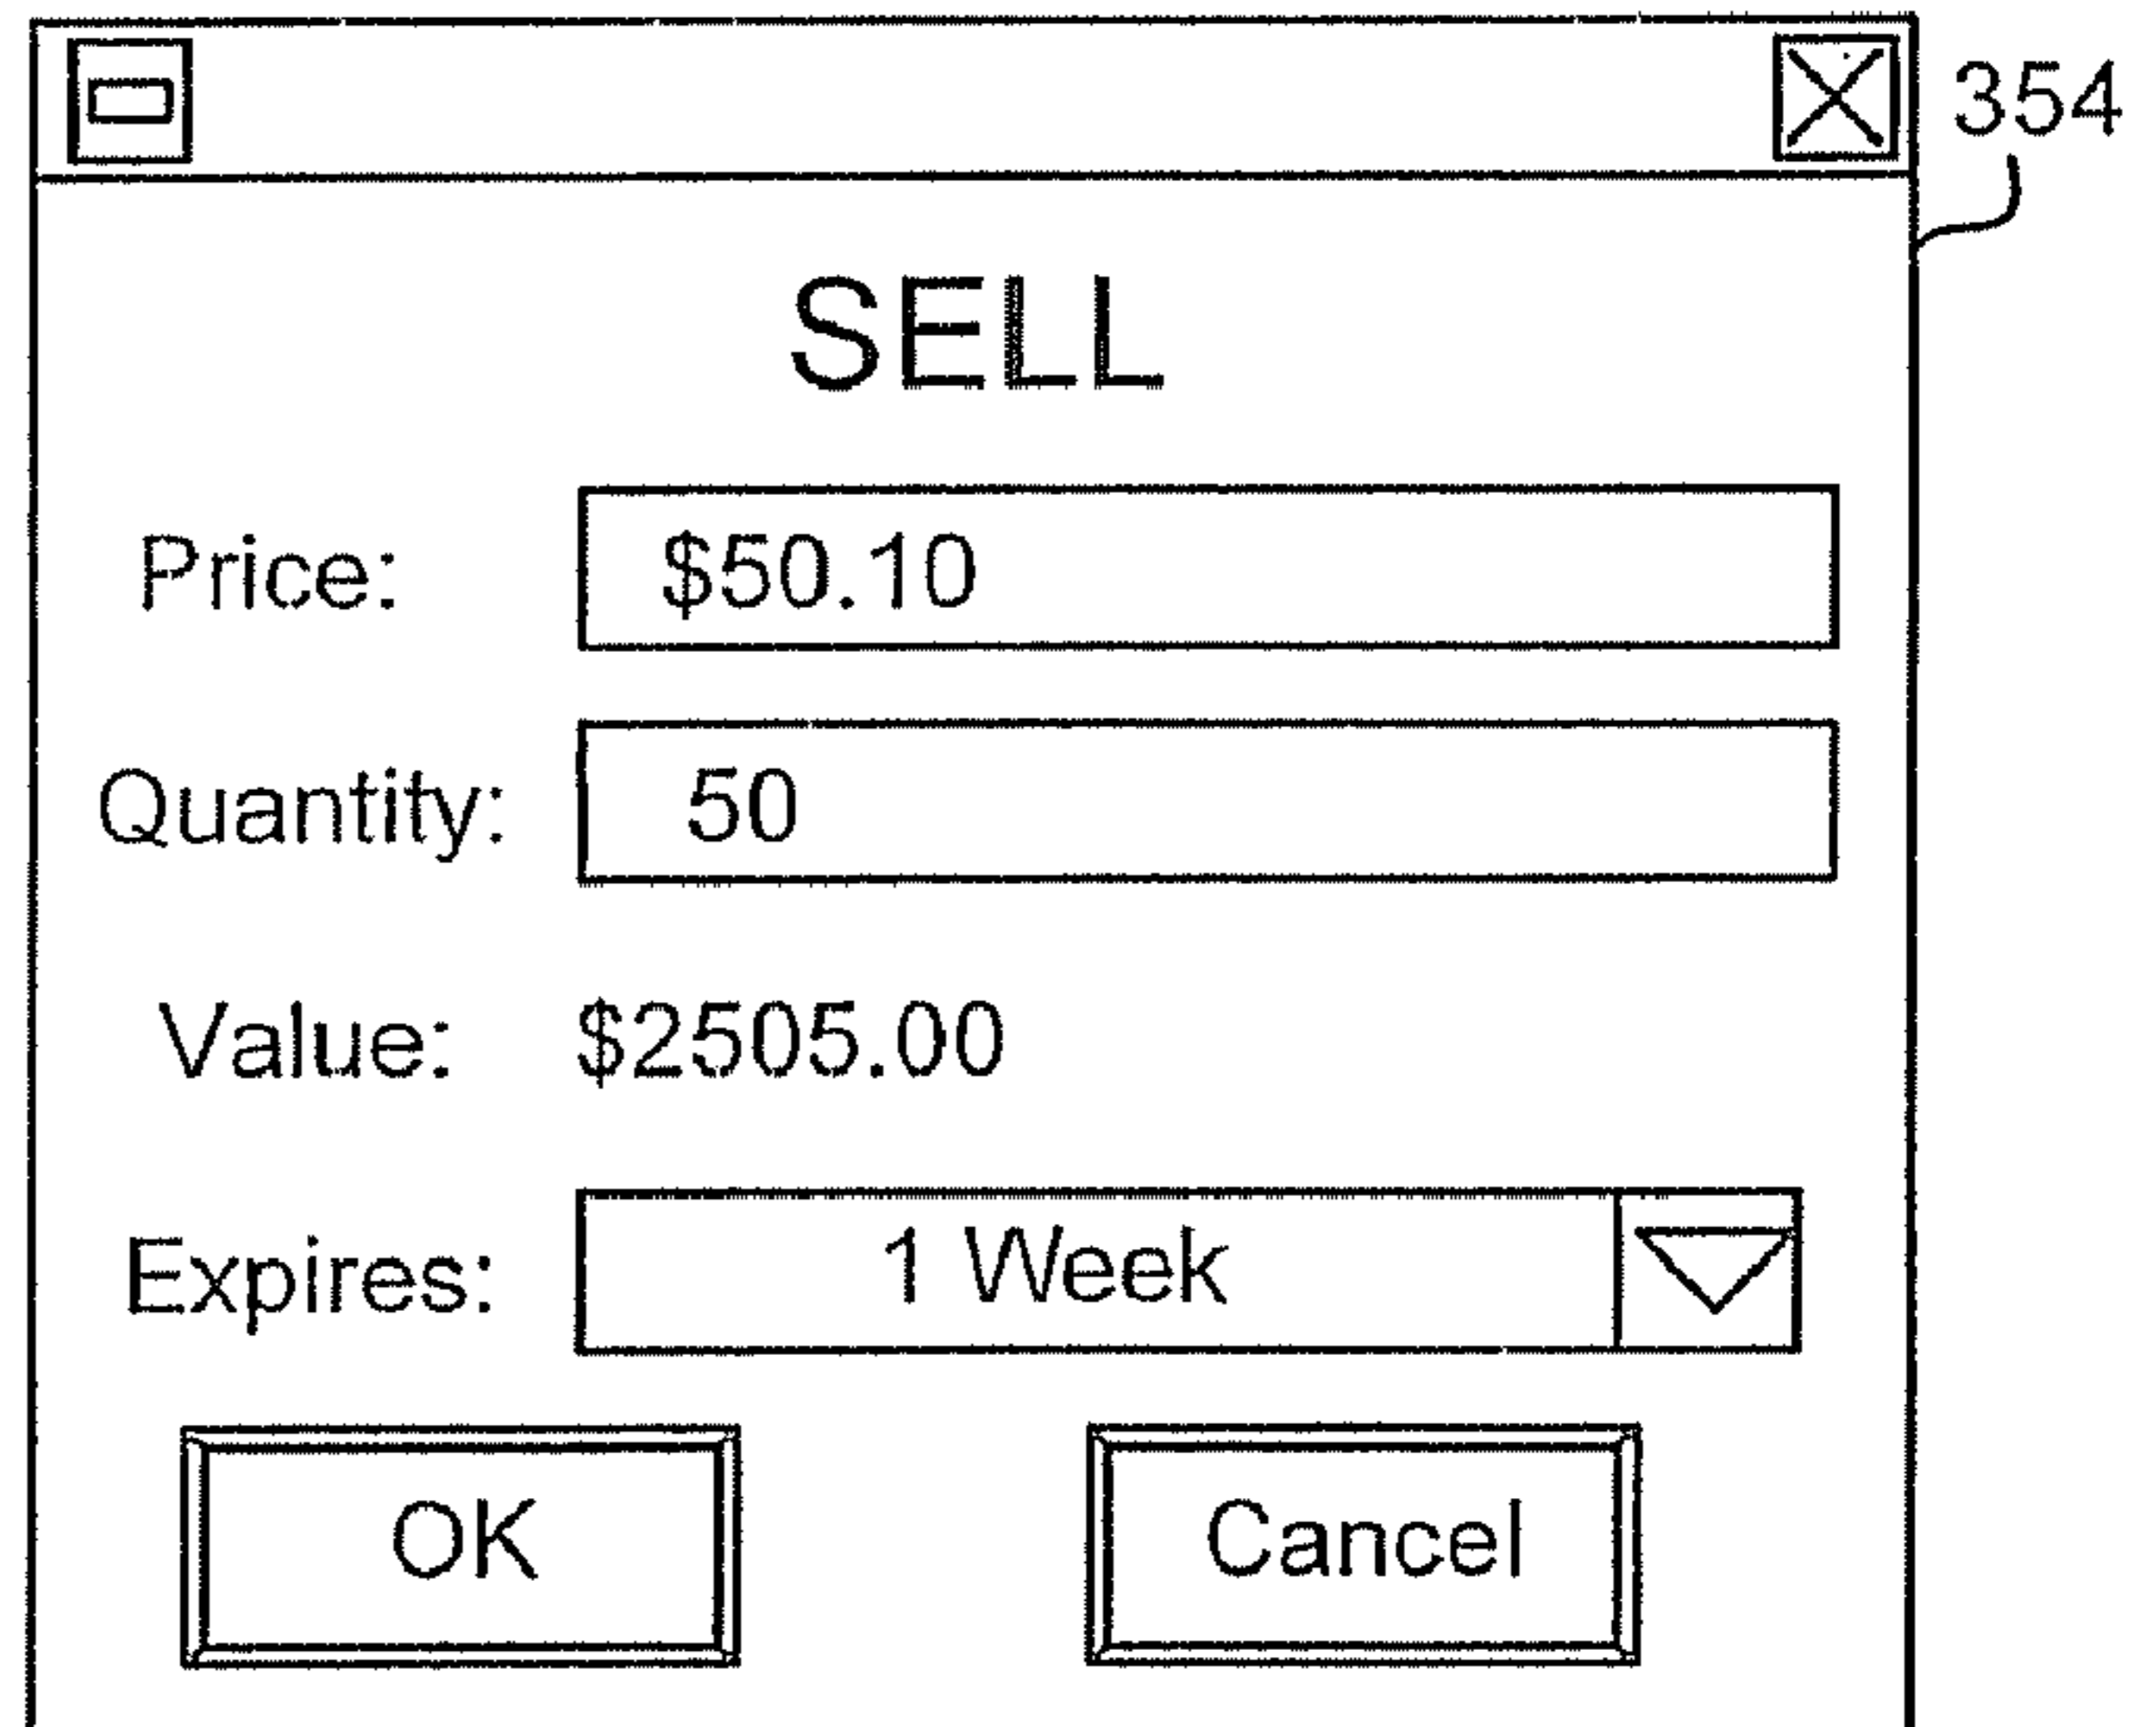 354
SELL
Price: $50.10
Quantity: 50
Value: $2505.00
Expires: 1 Week
OK Cancel